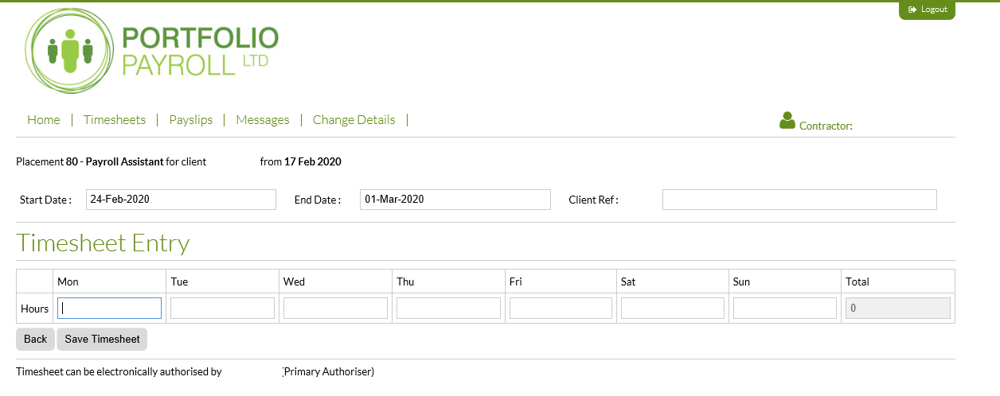 Logout
PORTFOLIO
PAYROLL LTD
Home | Timesheets | Payslips | Messages | Change Details |
Contractor:
Placement 80 - Payroll Assistant for client from 17 Feb 2020
Start Date : 24-Feb-2020 End Date : 01-Mar-2020 Client Ref :
Timesheet Entry
Mon Tue Wed Thu Fri Sat Sun Total
Hours 0
Back Save Timesheet
Timesheet can be electronically authorised by (Primary Authoriser)